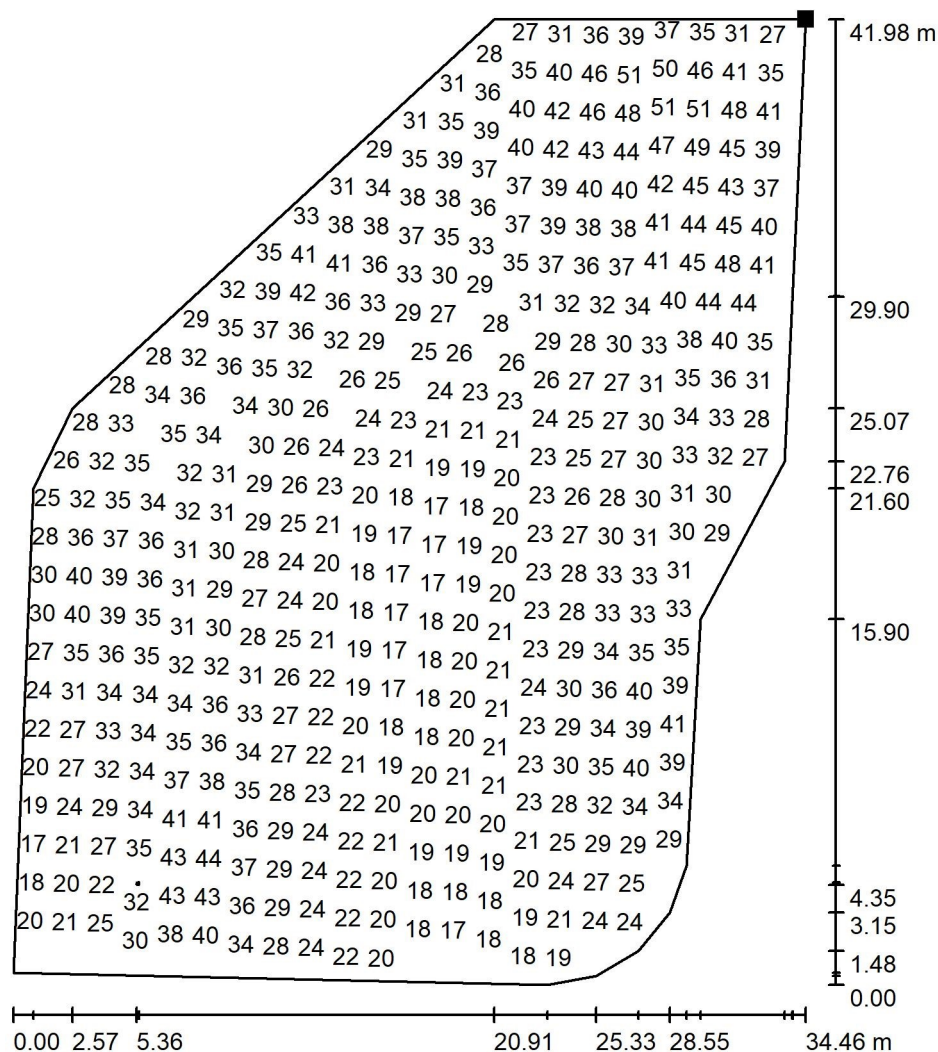 27 31 36 39 37 35 31 27 41.98 m
28 35 40 46 51 50 46 41 35
31 36 40 42 46 48 51 51 48 41
31 35 39 40 42 43 44 47 49 45 39
29 35 39 37 37 39 40 40 42 45 43 37
31 34 38 38 36 37 39 38 38 41 44 45 40
33 38 38 37 35 33 35 37 36 37 41 45 48 41
35 41 41 36 33 30 29 31 32 32 34 40 44 44 29.90
32 39 42 36 33 29 27 28 29 28 30 33 38 40 35
29 35 37 36 32 29 25 26 26 26 27 27 31 35 36 31
28 32 36 35 32 26 25 24 23 23 24 25 27 30 34 33 28 25.07
28 34 36 34 30 26 24 23 21 21 21 23 25 27 30 33 32 27 22.76
28 33 35 34 30 26 24 23 21 19 19 20 23 26 28 30 31 30 21.60
26 32 35 32 31 29 26 23 20 18 17 18 20 23 27 30 31 30 29
25 32 35 34 32 31 29 25 21 19 17 17 19 20 23 28 33 33 31
28 36 37 36 31 30 28 24 20 18 17 17 19 20 23 28 33 33 33 15.90
30 40 39 36 31 29 27 24 20 18 17 18 20 21 23 29 34 35 35
30 40 39 35 31 30 28 25 21 19 17 18 20 21 24 30 36 40 39
27 35 36 35 32 32 31 26 22 19 17 18 20 21 23 29 34 39 41
24 31 34 34 34 36 33 27 22 20 18 18 20 21 23 30 35 40 39
22 27 33 34 35 36 34 27 22 21 19 20 21 21 23 28 32 34 34
20 27 32 34 37 38 35 28 23 22 20 20 20 20 21 25 29 29 29
19 24 29 34 41 41 36 29 24 22 21 19 19 19 20 24 27 25 4.35
17 21 27 35 43 44 37 29 24 22 20 18 18 18 19 21 24 24 3.15
18 20 22 32 43 43 36 29 24 22 20 18 17 18 18 19 1.48
20 21 25 30 38 40 34 28 24 22 20
0.00
0.00 2.57 5.36 20.91 25.33 28.55 34.46 m